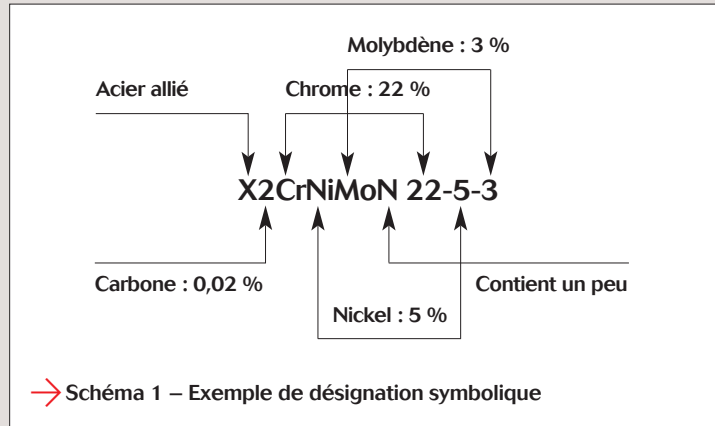 Molybdène : 3 %
Acier allié
Chrome : 22 %
X2CrNiMoN 22-5-3
Carbone : 0,02 %
Contient un peu
Nickel : 5 %
Schéma 1 – Exemple de désignation symbolique